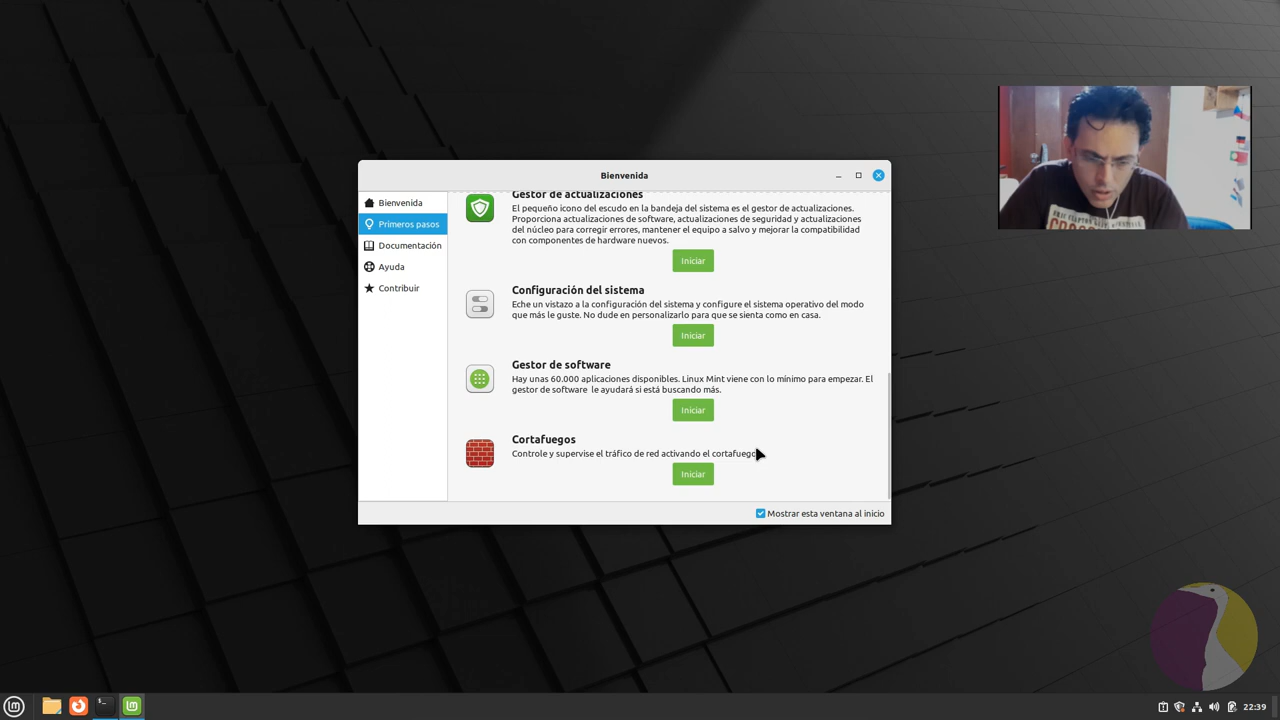 Bienvenida
Bienvenida
Primeros pasos
Documentación
Ayuda
Contribuir
Gestor de actualizaciones
El pequeño icono del escudo en la bandeja del sistema es el gestor de actualizaciones.
Proporciona actualizaciones de software, actualizaciones de seguridad y actualizaciones
del núcleo para corregir errores, mantener el equipo a salvo y mejorar la compatibilidad
con componentes de hardware nuevos.
Iniciar
Configuración del sistema
Eche un vistazo a la configuración del sistema y configure el sistema operativo del modo
que más le guste. No dude en personalizarlo para que se sienta como en casa.
Iniciar
Gestor de software
Hay unas 60.000 aplicaciones disponibles. Linux Mint viene con lo mínimo para empezar. El
gestor de software le ayudará si está buscando más.
Iniciar
Cortafuegos
Controle y supervise el tráfico de red activando el
Iniciar
Mostrar esta ventana al inicio
22:39